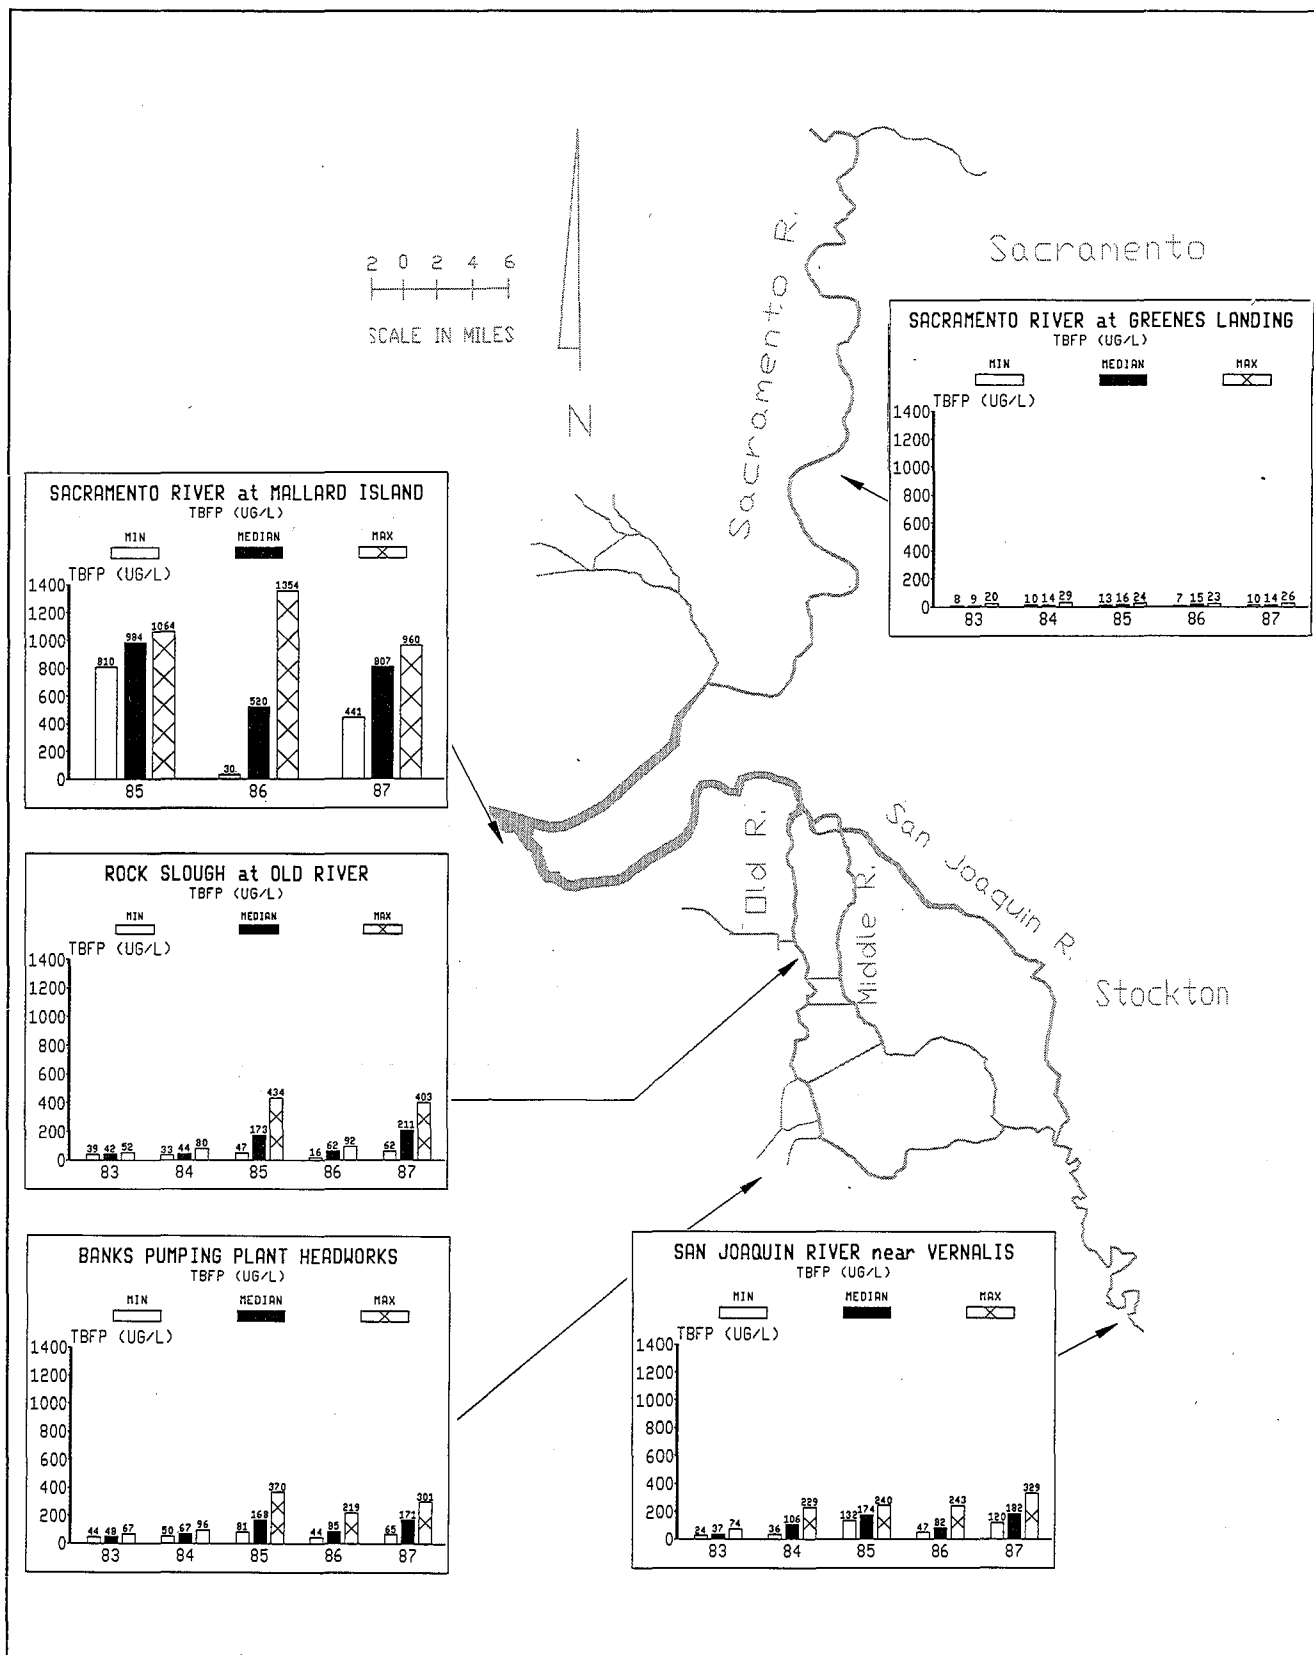 2 0 2 4 6
SCALE IN MILES
N
Sacramento R.
Sacramento
SACRAMENTO RIVER at GREENES LANDING
TBFP (UG/L)
MIN MEDIAN MAX
TBFP (UG/L)
1400
1200
1000
800
600
400
200
0
8 9 20 10 14 29 13 16 24 7 15 23 10 14 26
83 84 85 86 87
SACRAMENTO RIVER at MALLARD ISLAND
TBFP (UG/L)
MIN MEDIAN MAX
TBFP (UG/L)
1400
1200
1000
800
600
400
200
0
810 984 1064 30 520 1354 441 807 960
85 86 87
Old R.
Middle R.
San Joaquin R.
Stockton
ROCK SLOUGH at OLD RIVER
TBFP (UG/L)
MIN MEDIAN MAX
TBFP (UG/L)
1400
1200
1000
800
600
400
200
0
39 42 52 33 44 80 47 173 434 16 62 92 62 211 403
83 84 85 86 87
BANKS PUMPING PLANT HEADWORKS
TBFP (UG/L)
MIN MEDIAN MAX
TBFP (UG/L)
1400
1200
1000
800
600
400
200
0
44 48 67 50 67 96 81 168 370 44 85 219 65 171 301
83 84 85 86 87
SAN JOAQUIN RIVER near VERNALIS
TBFP (UG/L)
MIN MEDIAN MAX
TBFP (UG/L)
1400
1200
1000
800
600
400
200
0
24 37 74 36 106 229 132 174 240 47 82 243 120 182 329
83 84 85 86 87